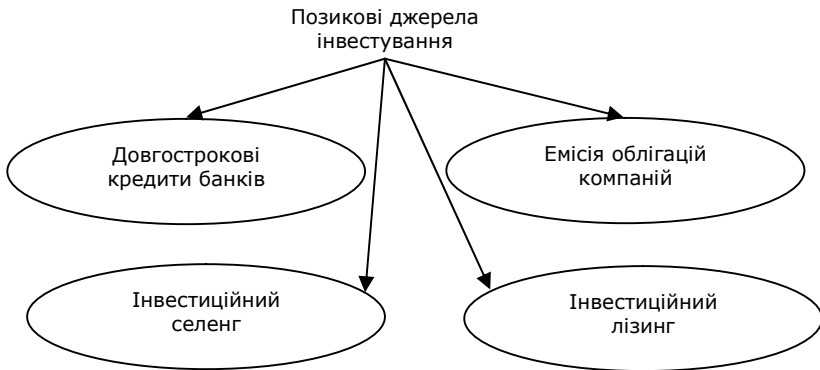 Позикові джерела
інвестування
Довгострокові
кредити банків
Емісія облігацій
компаній
Інвестиційний
селенг
Інвестиційний
лізинг